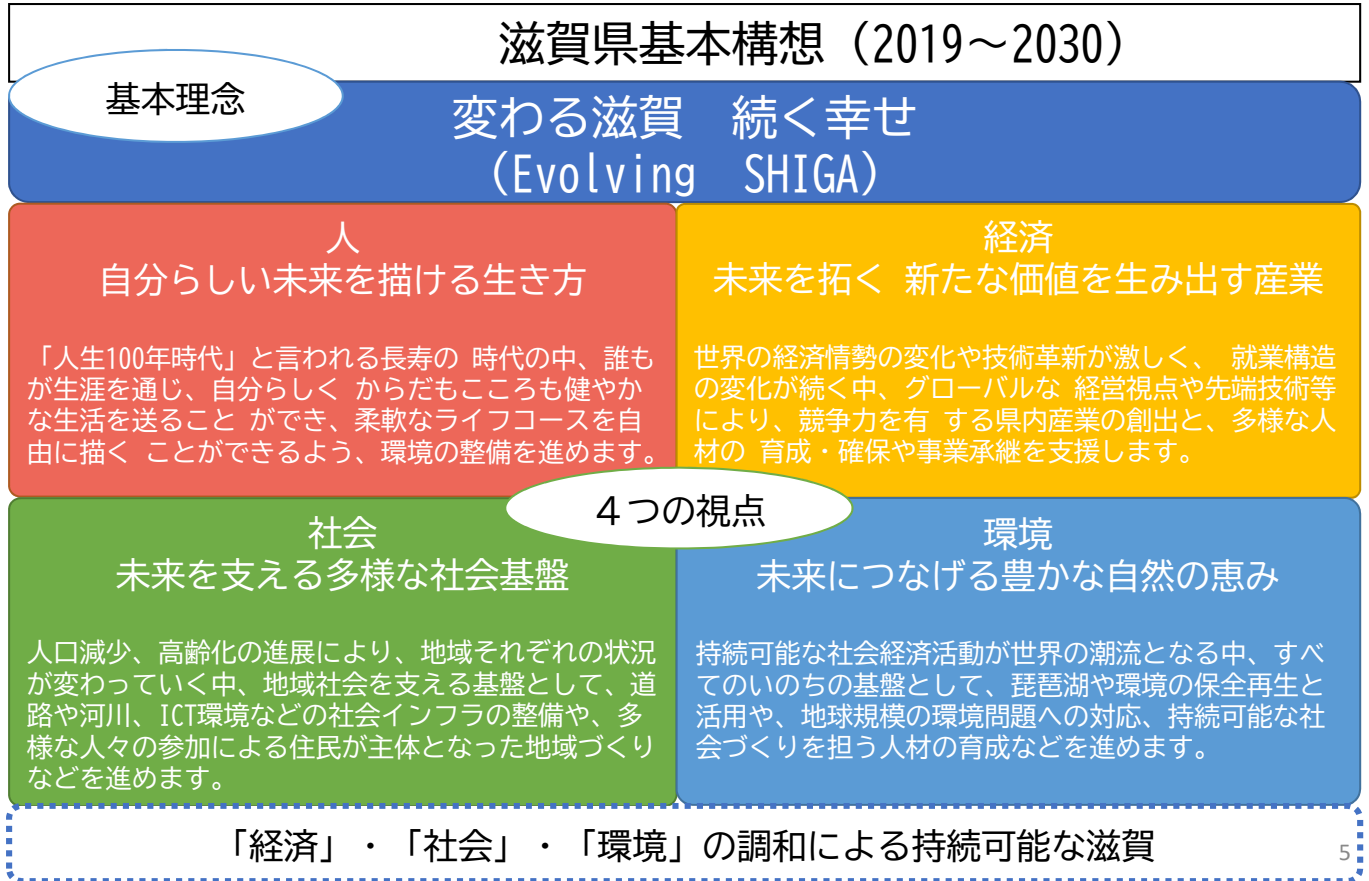 滋賀県基本構想（2019～2030）
基本理念
変わる滋賀　続く幸せ
（Evolving　SHIGA）
人
自分らしい未来を描ける生き方
「人生100年時代」と言われる長寿の 時代の中、誰も
が生涯を通じ、自分らしく からだもこころも健やか
な生活を送ること ができ、柔軟なライフコースを自
由に描く ことができるよう、環境の整備を進めます。
経済
未来を拓く 新たな価値を生み出す産業
世界の経済情勢の変化や技術革新が激しく、 就業構造
の変化が続く中、グローバルな 経営視点や先端技術等
により、競争力を有 する県内産業の創出と、多様な人
材の 育成・確保や事業承継を支援します。
４つの視点
社会
未来を支える多様な社会基盤
人口減少、高齢化の進展により、地域それぞれの状況
が変わっていく中、地域社会を支える基盤として、道
路や河川、ICT環境などの社会インフラの整備や、多
様な人々の参加による住民が主体となった地域づくり
などを進めます。
環境
未来につなげる豊かな自然の恵み
持続可能な社会経済活動が世界の潮流となる中、すべ
てのいのちの基盤として、琵琶湖や環境の保全再生と
活用や、地球規模の環境問題への対応、持続可能な社
会づくりを担う人材の育成などを進めます。
「経済」・「社会」・「環境」の調和による持続可能な滋賀
5